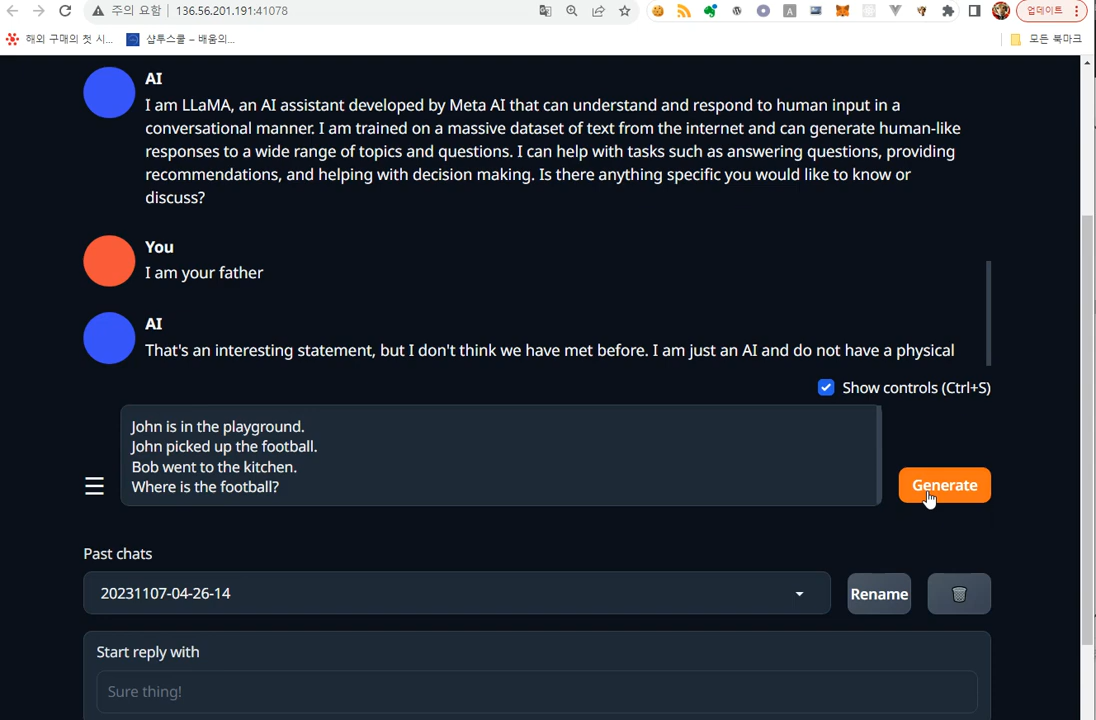 주의 요함
136.56.201.191:41078
업데이트
해외 구매의 첫 시...
샵투스쿨 – 배움의...
모든 북마크
AI
I am LLaMA, an AI assistant developed by Meta AI that can understand and respond to human input in a
conversational manner. I am trained on a massive dataset of text from the internet and can generate human-like
responses to a wide range of topics and questions. I can help with tasks such as answering questions, providing
recommendations, and helping with decision making. Is there anything specific you would like to know or
discuss?
You
I am your father
AI
That's an interesting statement, but I don't think we have met before. I am just an AI and do not have a physical
Show controls (Ctrl+S)
John is in the playground.
John picked up the football.
Bob went to the kitchen.
Where is the football?
Generate
Past chats
20231107-04-26-14
Rename
Start reply with
Sure thing!